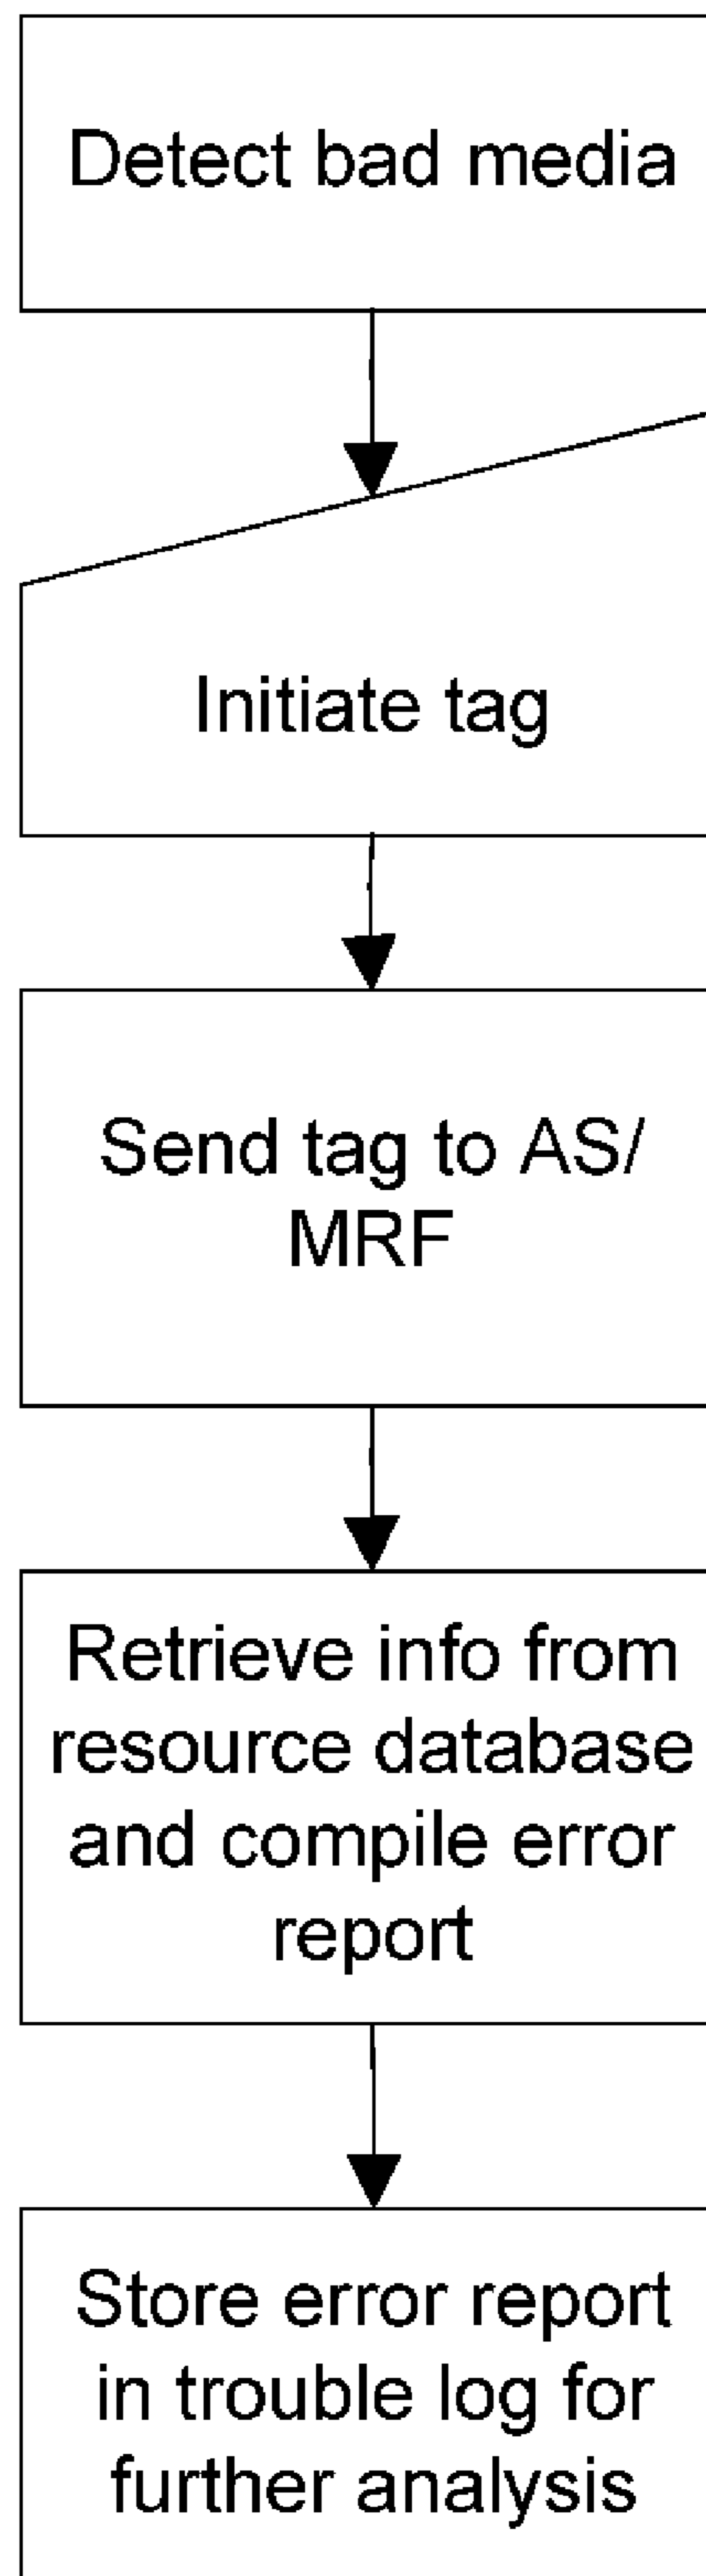 Detect bad media
Initiate tag
Send tag to AS/
MRF
Retrieve info from
resource database
and compile error
report
Store error report
in trouble log for
further analysis